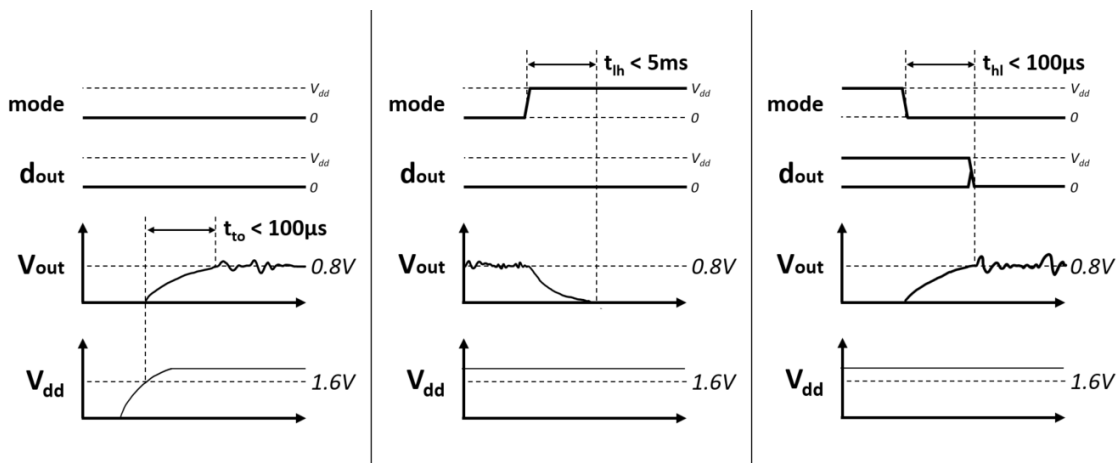 mode
V_dd
0
d_out
V_dd
0
t_to < 100μs
V_out
0.8V
V_dd
1.6V
t_lh < 5ms
mode
V_dd
0
d_out
V_dd
0
V_out
0.8V
V_dd
1.6V
t_hl < 100μs
mode
V_dd
0
d_out
V_dd
0
V_out
0.8V
V_dd
1.6V